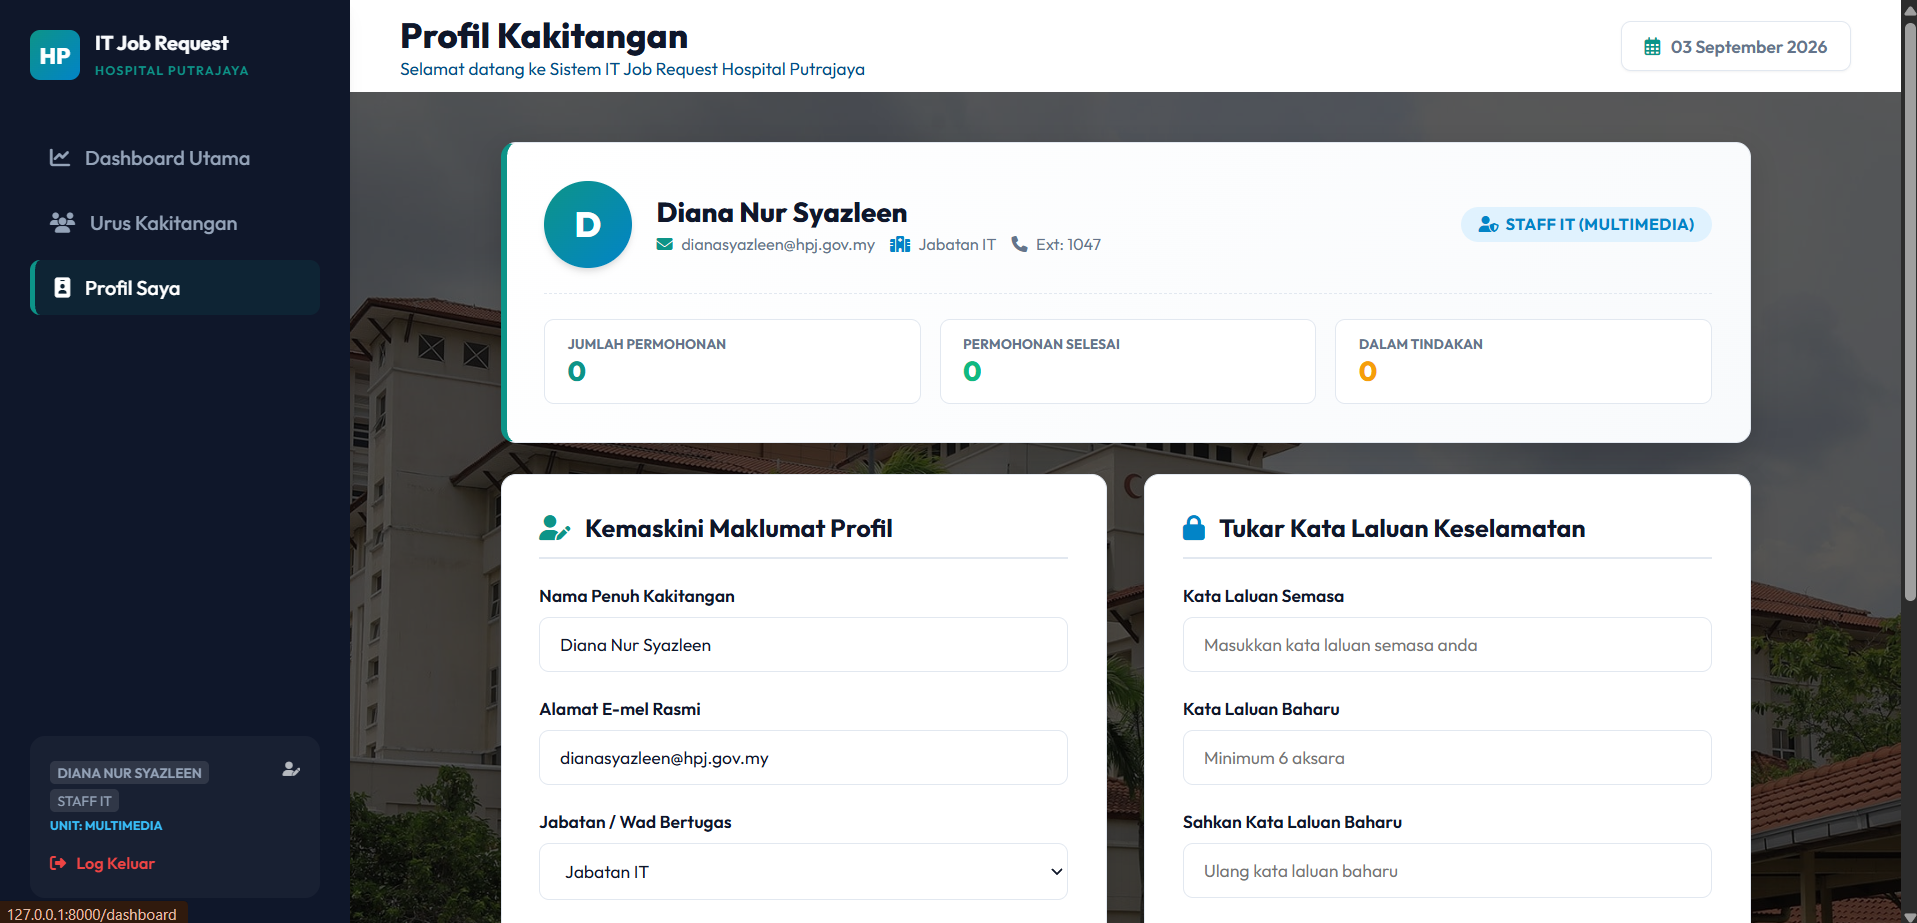 HP
IT Job Request
HOSPITAL PUTRAJAYA
Dashboard Utama
Urus Kakitangan
Profil Saya
DIANA NUR SYAZLEEN
STAFF IT
UNIT: MULTIMEDIA
Log Keluar
127.0.0.1:8000/dashboard
Profil Kakitangan
Selamat datang ke Sistem IT Job Request Hospital Putrajaya
03 September 2026
D
Diana Nur Syazleen
dianasyazleen@hpj.gov.my Jabatan IT Ext: 1047
STAFF IT (MULTIMEDIA)
JUMLAH PERMOHONAN
0
PERMOHONAN SELESAI
0
DALAM TINDAKAN
0
Kemaskini Maklumat Profil
Nama Penuh Kakitangan
Diana Nur Syazleen
Alamat E-mel Rasmi
dianasyazleen@hpj.gov.my
Jabatan / Wad Bertugas
Jabatan IT
Tukar Kata Laluan Keselamatan
Kata Laluan Semasa
Masukkan kata laluan semasa anda
Kata Laluan Baharu
Minimum 6 aksara
Sahkan Kata Laluan Baharu
Ulang kata laluan baharu